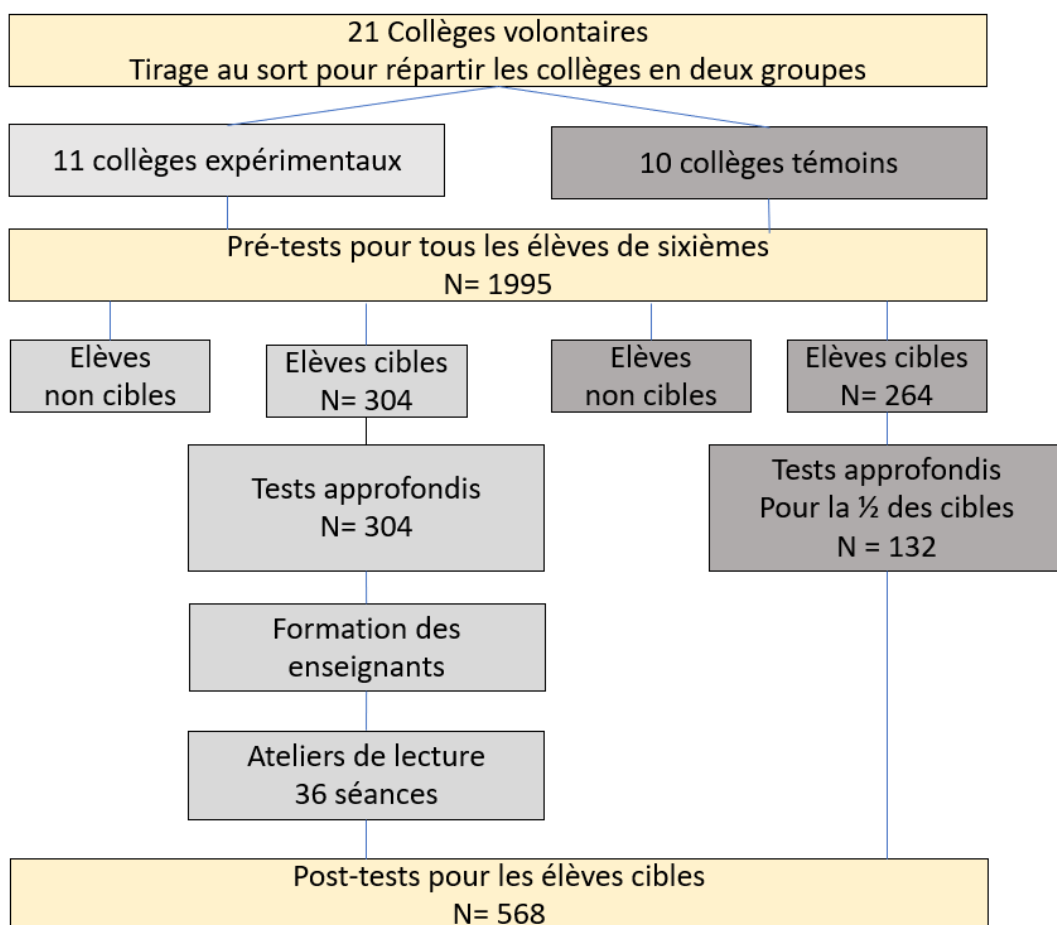 21 Collèges volontaires
Tirage au sort pour répartir les collèges en deux groupes
11 collèges expérimentaux
10 collèges témoins
Pré-tests pour tous les élèves de sixièmes
N= 1995
Elèves
non cibles
Elèves cibles
N= 304
Elèves
non cibles
Elèves cibles
N= 264
Tests approfondis
N= 304
Tests approfondis
Pour la ½ des cibles
N = 132
Formation des
enseignants
Ateliers de lecture
36 séances
Post-tests pour les élèves cibles
N= 568